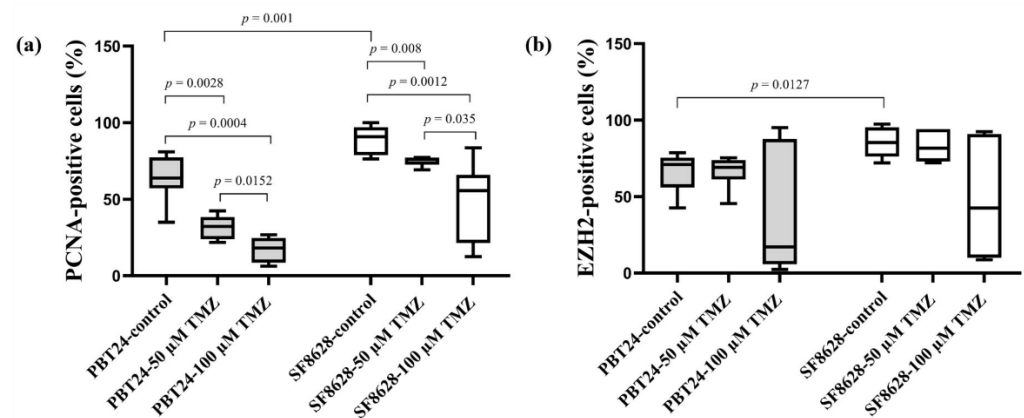 (a)
PCNA-positive cells (%)
150
100
50
0
p = 0.001
p = 0.008
p = 0.0028
p = 0.0012
p = 0.0004
p = 0.035
p = 0.0152
PBT24-control
PBT24-50 μM TMZ
PBT24-100 μM TMZ
SF8628-control
SF8628-50 μM TMZ
SF8628-100 μM TMZ
(b)
EZH2-positive cells (%)
150
100
50
0
p = 0.0127
PBT24-control
PBT24-50 μM TMZ
PBT24-100 μM TMZ
SF8628-control
SF8628-50 μM TMZ
SF8628-100 μM TMZ